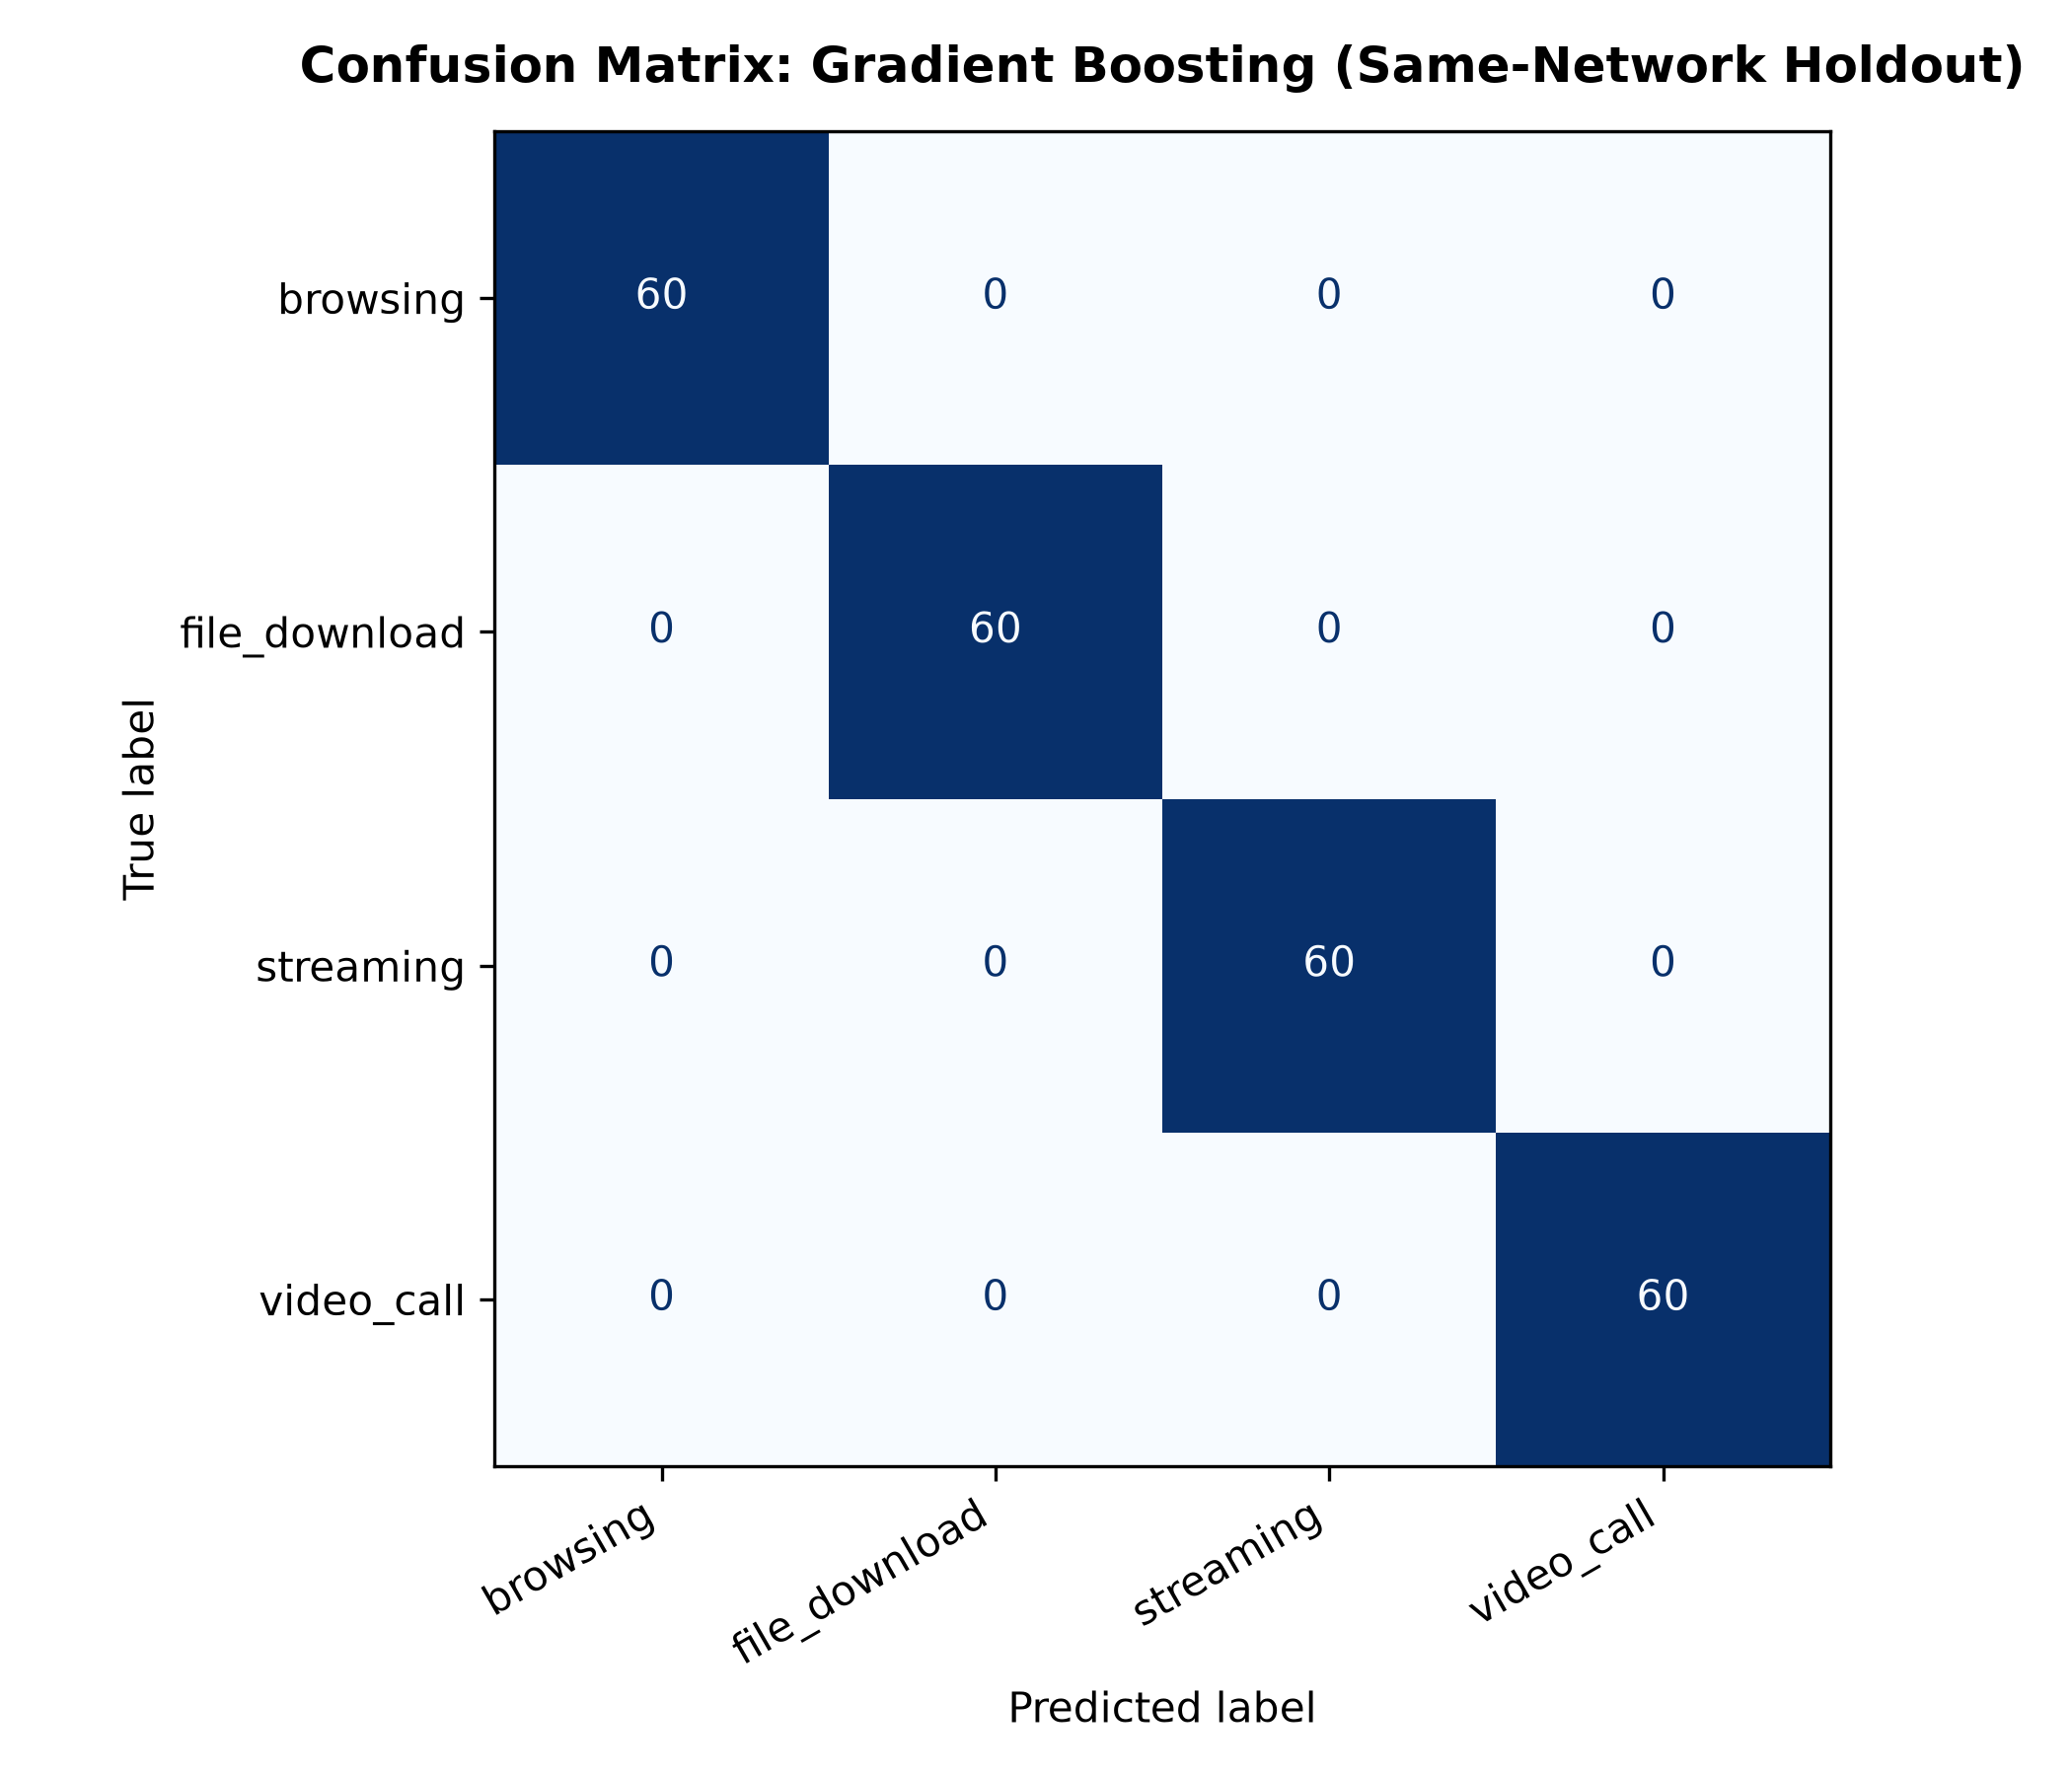 Confusion Matrix: Gradient Boosting (Same-Network Holdout)
browsing 60 0 0 0
file_download 0 60 0 0
streaming 0 0 60 0
video_call 0 0 0 60
True label
browsing file_download streaming video_call
Predicted label